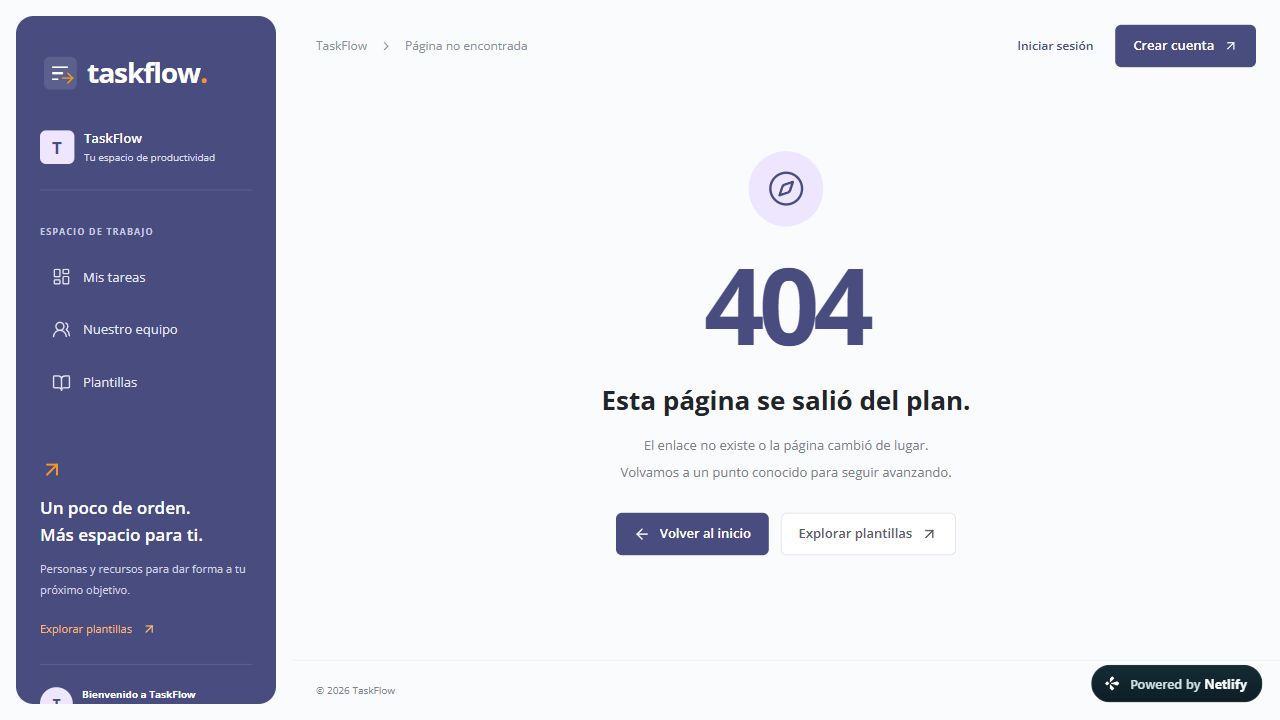 taskflow.
T
TaskFlow
Tu espacio de productividad
ESPACIO DE TRABAJO
Mis tareas
Nuestro equipo
Plantillas
Un poco de orden.
Más espacio para ti.
Personas y recursos para dar forma a tu
próximo objetivo.
Explorar plantillas
T
Bienvenido a TaskFlow
TaskFlow
Página no encontrada
Iniciar sesión
Crear cuenta
404
Esta página se salió del plan.
El enlace no existe o la página cambió de lugar.
Volvamos a un punto conocido para seguir avanzando.
Volver al inicio
Explorar plantillas
© 2026 TaskFlow
Powered by Netlify